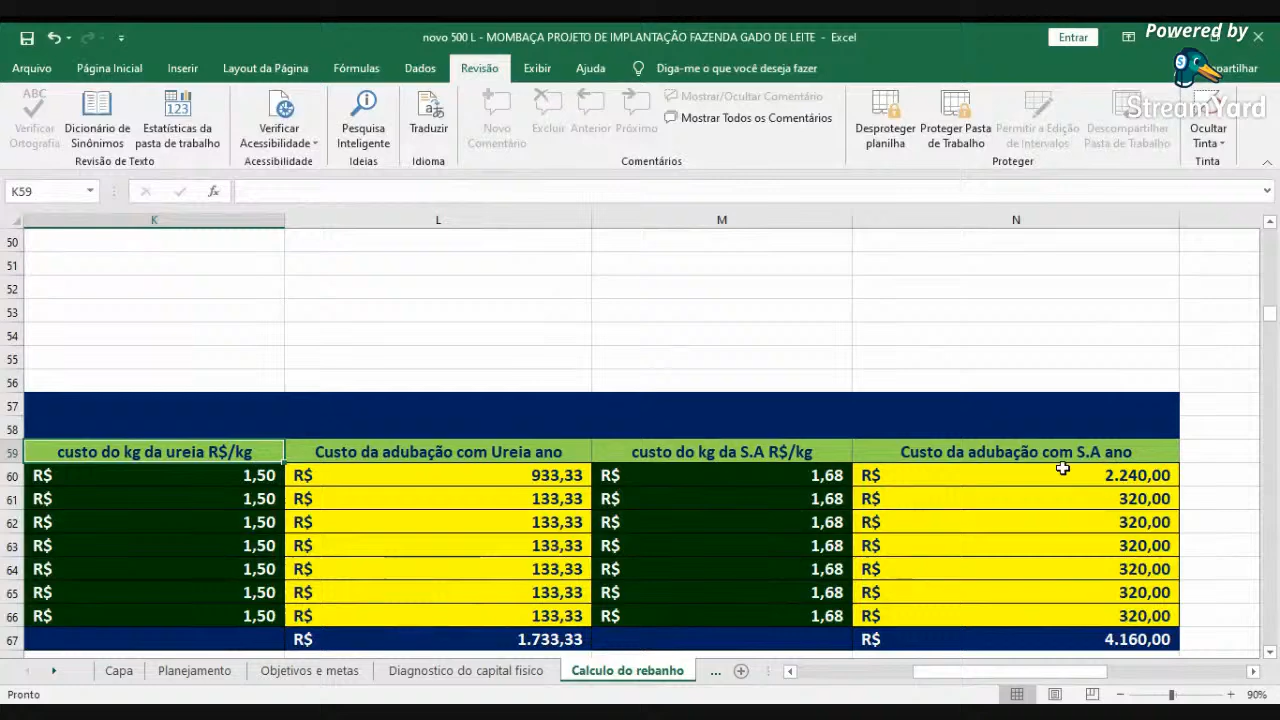 novo 500 L - MOMBAÇA PROJETO DE IMPLANTAÇÃO FAZENDA GADO DE LEITE - Excel
Entrar
Powered by
StreamYard
Arquivo Página Inicial Inserir Layout da Página Fórmulas Dados Revisão Exibir Ajuda Diga-me o que você deseja fazer
Verificar Ortografia
Dicionário de Sinônimos
Estatísticas da pasta de trabalho
Verificar Acessibilidade
Pesquisa Inteligente
Traduzir
Novo Comentário
Excluir Anterior Próximo
Mostrar/Ocultar Comentário
Mostrar Todos os Comentários
Desproteger planilha
Proteger Pasta de Trabalho
Permitir a Edição de Intervalos
Descompartilhar Pasta de Trabalho
Ocultar Tinta
Revisão de Texto Acessibilidade Ideias Idioma Comentários Proteger Tinta
K59 fx
K L M N
50
51
52
53
54
55
56
57
58
59 custo do kg da ureia R$/kg Custo da adubação com Ureia ano custo do kg da S.A R$/kg Custo da adubação com S.A ano
60 R$ 1,50 R$ 933,33 R$ 1,68 R$ 2.240,00
61 R$ 1,50 R$ 133,33 R$ 1,68 R$ 320,00
62 R$ 1,50 R$ 133,33 R$ 1,68 R$ 320,00
63 R$ 1,50 R$ 133,33 R$ 1,68 R$ 320,00
64 R$ 1,50 R$ 133,33 R$ 1,68 R$ 320,00
65 R$ 1,50 R$ 133,33 R$ 1,68 R$ 320,00
66 R$ 1,50 R$ 133,33 R$ 1,68 R$ 320,00
67 R$ 1.733,33 R$ 4.160,00
Capa Planejamento Objetivos e metas Diagnostico do capital fisico Calculo do rebanho ...
Pronto 90%